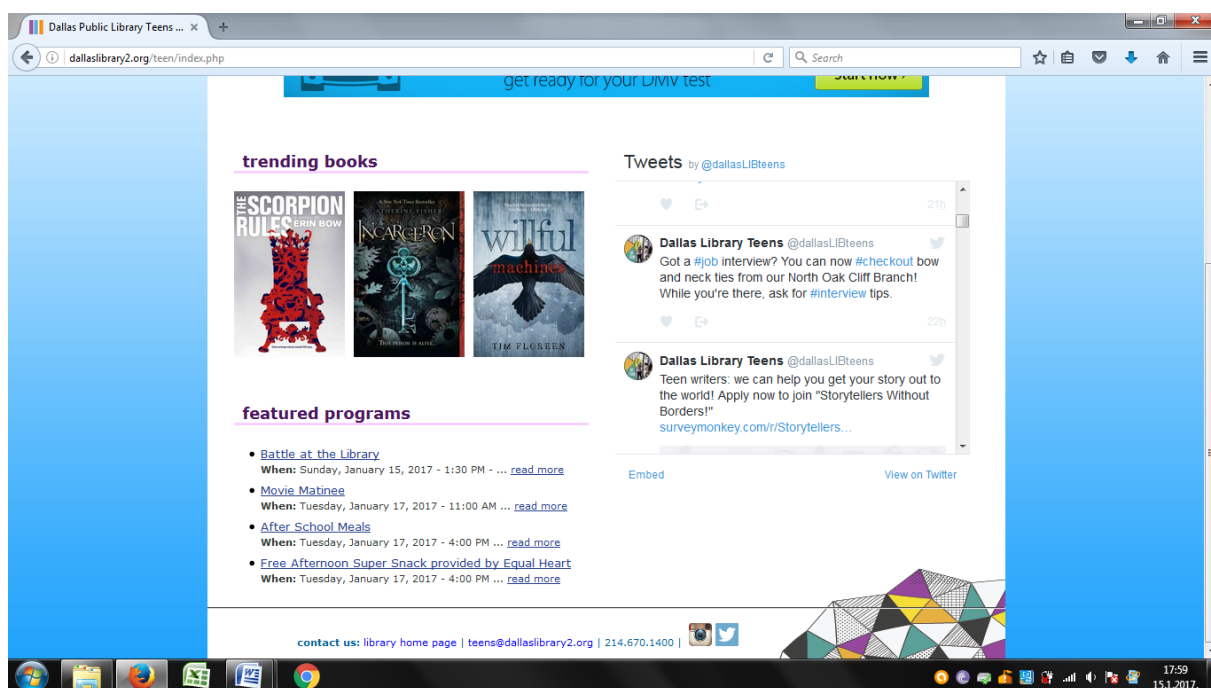 Dallas Public Library Teens ...
dallaslibrary2.org/teen/index.php
Search
get ready for your DMV test
Start now ›
trending books
THE SCORPION RULES
ERIN BOW
A New York Times Bestseller
CATHERINE FISHER
INCARCERON
THIS PRISON IS ALIVE.
willful
machines
TIM FLOREEN
featured programs
Battle at the Library
When: Sunday, January 15, 2017 - 1:30 PM - ... read more
Movie Matinee
When: Tuesday, January 17, 2017 - 11:00 AM ... read more
After School Meals
When: Tuesday, January 17, 2017 - 4:00 PM ... read more
Free Afternoon Super Snack provided by Equal Heart
When: Tuesday, January 17, 2017 - 4:00 PM ... read more
Tweets by @dallasLIBteens
21h
Dallas Library Teens @dallasLIBteens
Got a #job interview? You can now #checkout bow
and neck ties from our North Oak Cliff Branch!
While you're there, ask for #interview tips.
22h
Dallas Library Teens @dallasLIBteens
Teen writers: we can help you get your story out to
the world! Apply now to join "Storytellers Without
Borders!"
surveymonkey.com/r/Storytellers…
Embed
View on Twitter
contact us: library home page | teens@dallaslibrary2.org | 214.670.1400 |
17:59
15.1.2017.